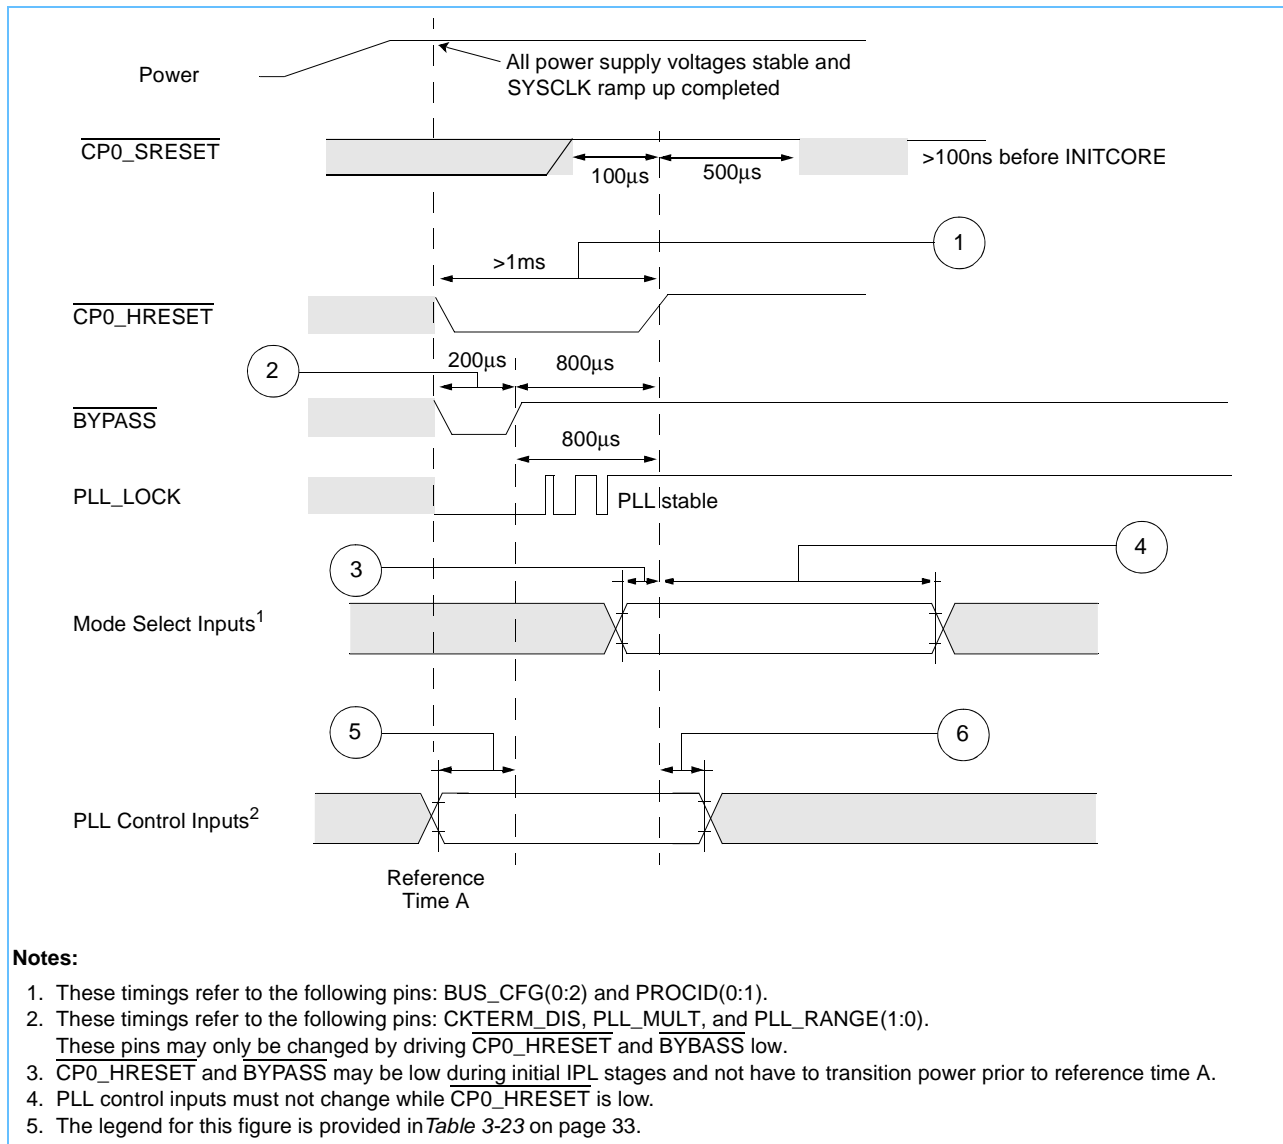 Power
All power supply voltages stable and
SYSCLK ramp up completed
CP0_SRESET
100μs
500μs
>100ns before INITCORE
1
>1ms
CP0_HRESET
2
200μs
800μs
BYPASS
800μs
PLL_LOCK
PLL stable
3
4
Mode Select Inputs1
5
6
PLL Control Inputs2
Reference
Time A
Notes:
1. These timings refer to the following pins: BUS_CFG(0:2) and PROCID(0:1).
2. These timings refer to the following pins: CKTERM_DIS, PLL_MULT, and PLL_RANGE(1:0).
These pins may only be changed by driving CP0_HRESET and BYBASS low.
3. CP0_HRESET and BYPASS may be low during initial IPL stages and not have to transition power prior to reference time A.
4. PLL control inputs must not change while CP0_HRESET is low.
5. The legend for this figure is provided in Table 3-23 on page 33.